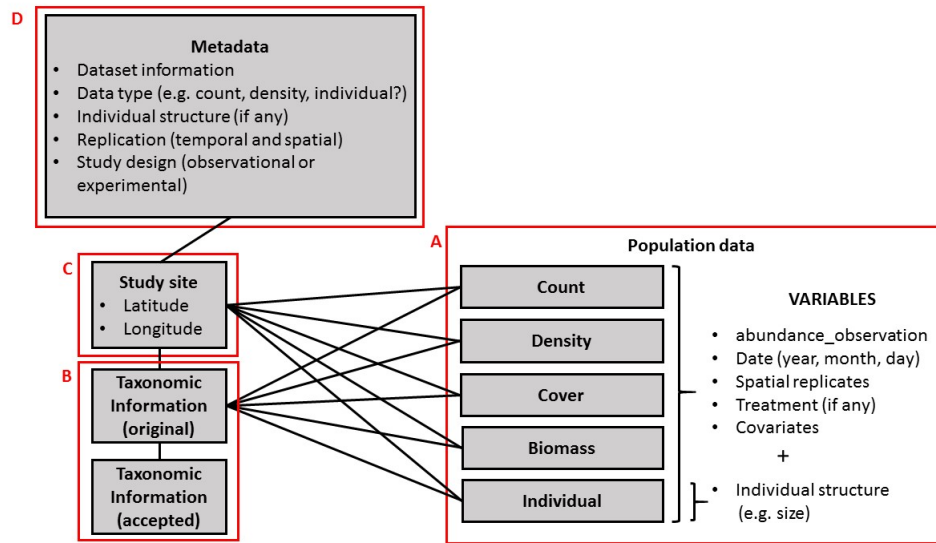 D
Metadata
• Dataset information
• Data type (e.g. count, density, individual?)
• Individual structure (if any)
• Replication (temporal and spatial)
• Study design (observational or
experimental)
C
Study site
• Latitude
• Longitude
B
Taxonomic
Information
(original)
Taxonomic
Information
(accepted)
A
Population data
Count
Density
Cover
Biomass
Individual
VARIABLES
• abundance_observation
• Date (year, month, day)
• Spatial replicates
• Treatment (if any)
• Covariates
+
• Individual structure
(e.g. size)